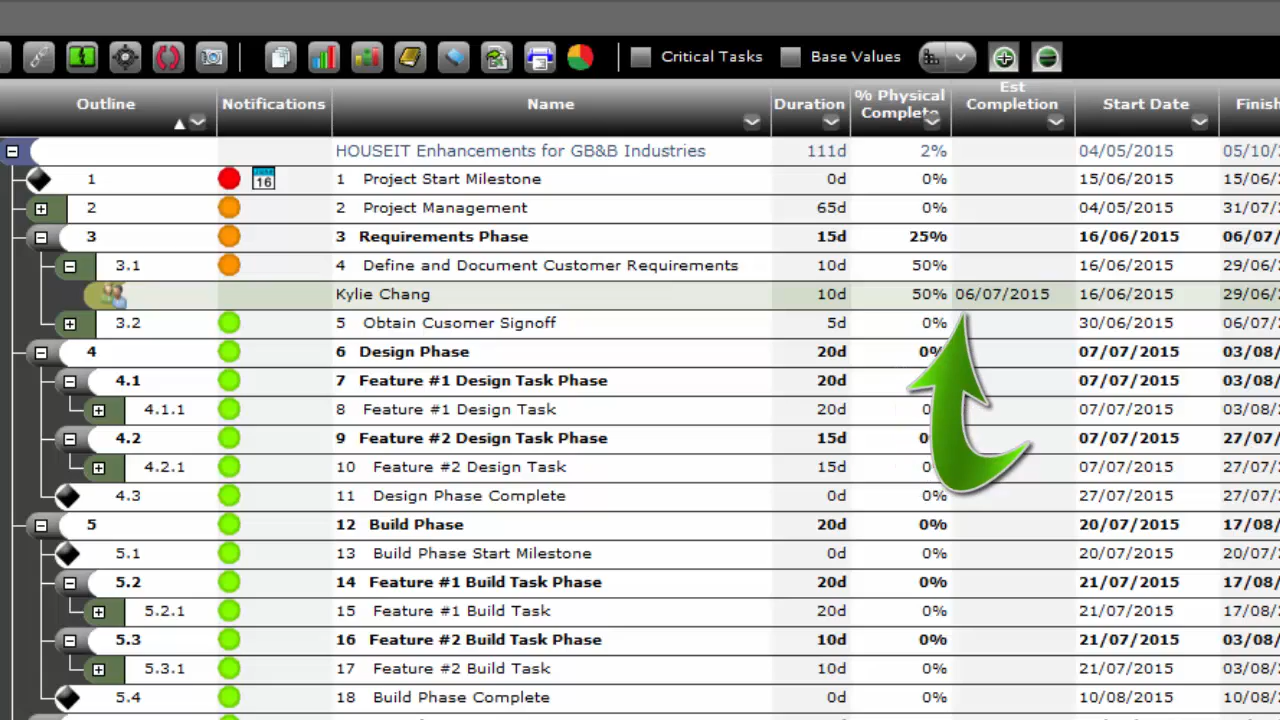 Critical Tasks Base Values
Outline Notifications Name Duration % Physical Complete Est Completion Start Date Finish
HOUSEIT Enhancements for GB&B Industries 111d 2% 04/05/2015 05/10/
1 16 1 Project Start Milestone 0d 0% 15/06/2015 15/06/
2 2 Project Management 65d 0% 04/05/2015 31/07/
3 3 Requirements Phase 15d 25% 16/06/2015 06/07/
3.1 4 Define and Document Customer Requirements 10d 50% 16/06/2015 29/06/
Kylie Chang 10d 50% 06/07/2015 16/06/2015 29/06/
3.2 5 Obtain Cusomer Signoff 5d 0% 30/06/2015 06/07/
4 6 Design Phase 20d 0% 07/07/2015 03/08/
4.1 7 Feature #1 Design Task Phase 20d 07/07/2015 03/08/
4.1.1 8 Feature #1 Design Task 20d 0 07/07/2015 03/08/
4.2 9 Feature #2 Design Task Phase 15d 0 07/07/2015 27/07/
4.2.1 10 Feature #2 Design Task 15d 0 07/07/2015 27/07/
4.3 11 Design Phase Complete 0d 0% 27/07/2015 27/07/
5 12 Build Phase 20d 0% 20/07/2015 17/08/
5.1 13 Build Phase Start Milestone 0d 0% 20/07/2015 20/07/
5.2 14 Feature #1 Build Task Phase 20d 0% 21/07/2015 17/08/
5.2.1 15 Feature #1 Build Task 20d 0% 21/07/2015 17/08/
5.3 16 Feature #2 Build Task Phase 10d 0% 21/07/2015 03/08/
5.3.1 17 Feature #2 Build Task 10d 0% 21/07/2015 03/08/
5.4 18 Build Phase Complete 0d 0% 10/08/2015 10/08/